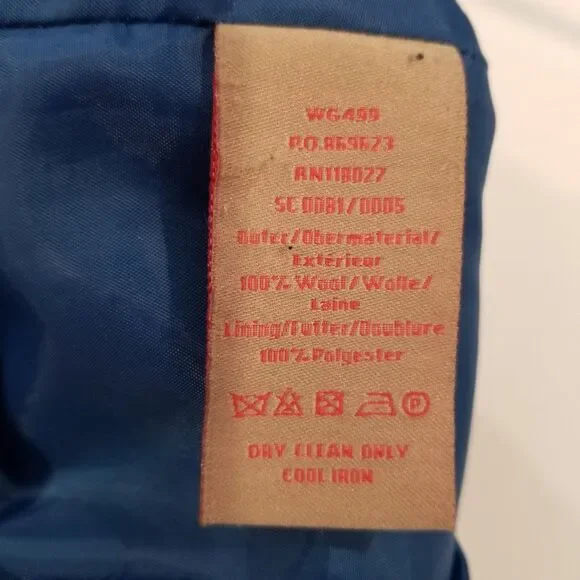 WG499
P.O.869623
RN118027
SC 0081/0005
Outer/Obermaterial/
Extérieur
100% Wool/Wolle/
Laine
Lining/Futter/Doublure
100% Polyester
P
DRY CLEAN ONLY
COOL IRON